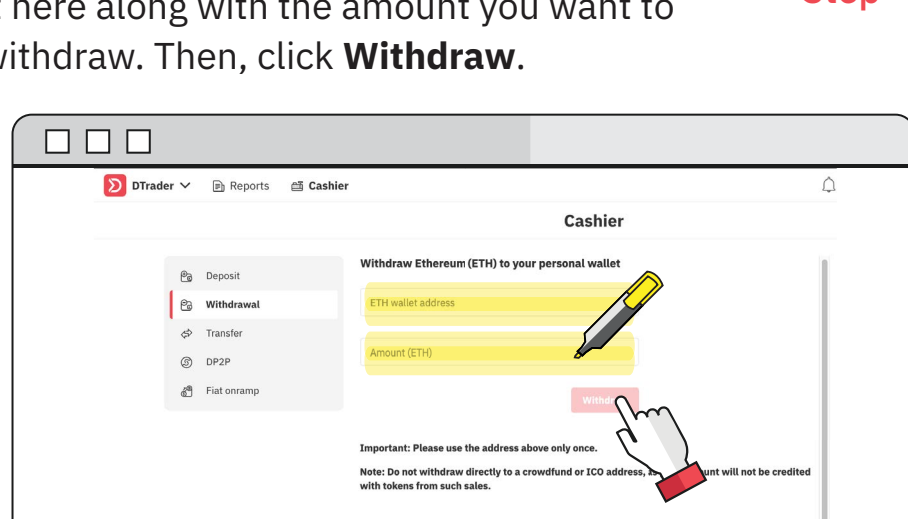 here along with the amount you want to
withdraw. Then, click Withdraw.
DTrader Reports Cashier
Cashier
Deposit
Withdrawal
Transfer
DP2P
Fiat onramp
Withdraw Ethereum (ETH) to your personal wallet
ETH wallet address
Amount (ETH)
Important: Please use the address above only once.
Note: Do not withdraw directly to a crowdfund or ICO address, will not be credited
with tokens from such sales.